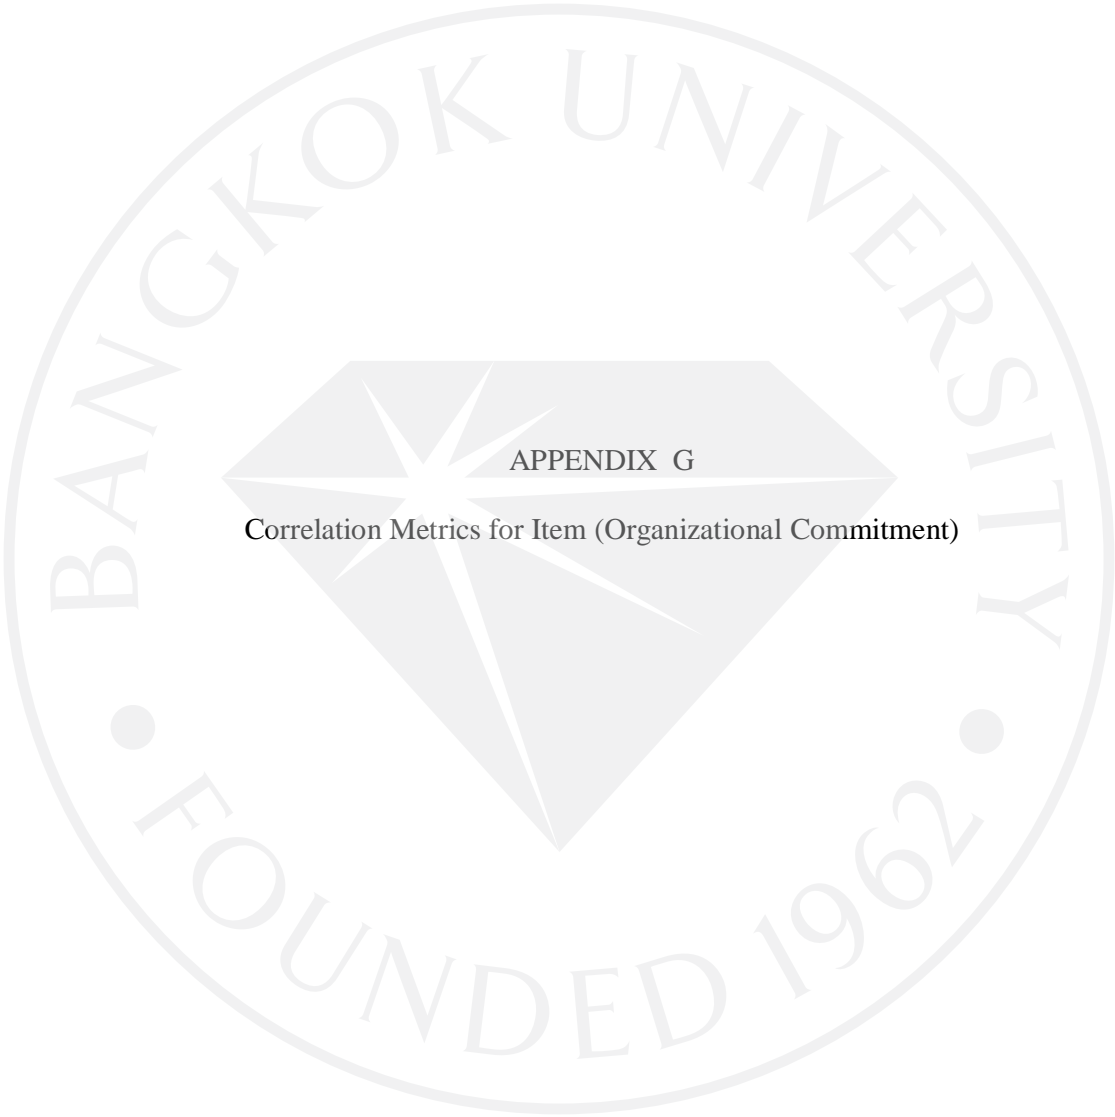 BANGKOK UNIVERSITY
APPENDIX G
Correlation Metrics for Item (Organizational Commitment)
FOUNDED 1962